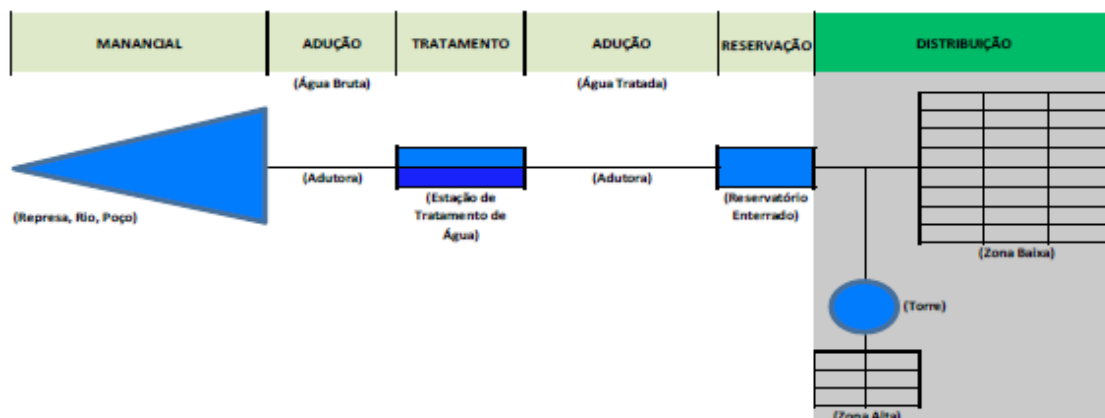 MANANCIAL
ADUÇÃO
TRATAMENTO
ADUÇÃO
RESERVAÇÃO
DISTRIBUIÇÃO
(Água Bruta)
(Água Tratada)
(Represa, Rio, Poço)
(Adutora)
(Estação de
Tratamento de
Água)
(Adutora)
(Reservatório
Enterrado)
(Zona Baixa)
(Torre)
(Zona Alta)